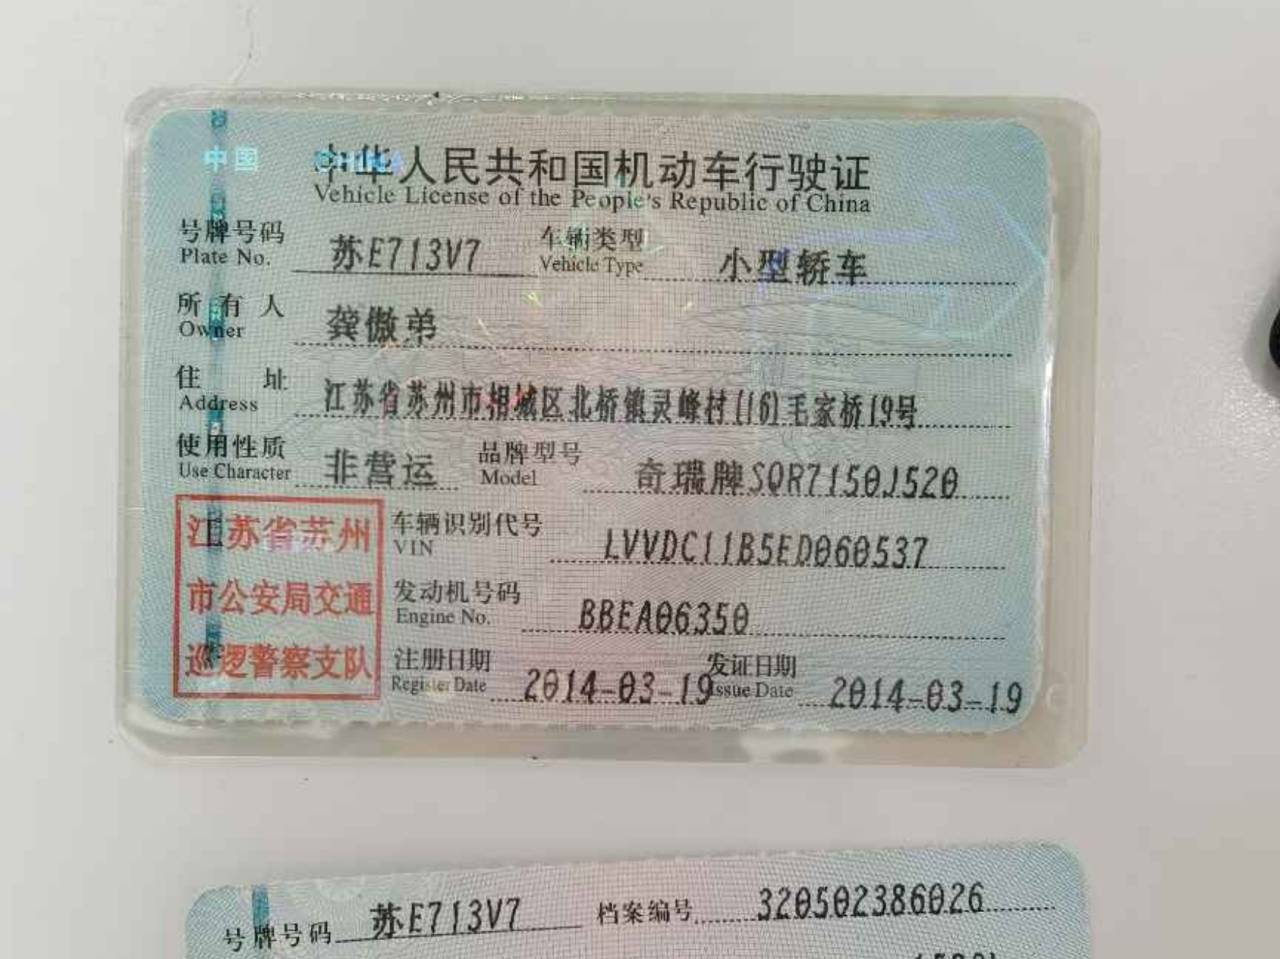 中国
中华人民共和国机动车行驶证
Vehicle License of the People's Republic of China
号牌号码 苏E713V7 车辆类型 小型轿车
Plate No. Vehicle Type
所有人 龚傲弟
Owner
住址 江苏省苏州市相城区北桥镇灵峰村(16)毛家桥19号
Address
使用性质 非营运 品牌型号 奇瑞牌SQR7150J520
Use Character Model
江苏省苏州
市公安局交通
巡逻警察支队
车辆识别代号 LVVDC11B5ED060537
VIN
发动机号码 BBEA06350
Engine No.
注册日期 2014-03-19 发证日期 2014-03-19
Register Date Issue Date
号牌号码 苏E713V7 档案编号 320502386026